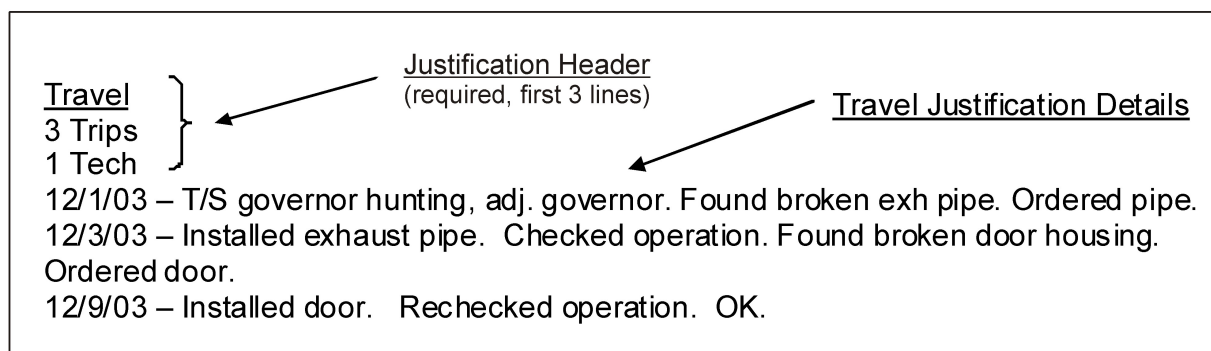 Justification Header
(required, first 3 lines)
Travel Justification Details
Travel
3 Trips
1 Tech
12/1/03 – T/S governor hunting, adj. governor. Found broken exh pipe. Ordered pipe.
12/3/03 – Installed exhaust pipe.  Checked operation. Found broken door housing.
Ordered door.
12/9/03 – Installed door.   Rechecked operation.  OK.